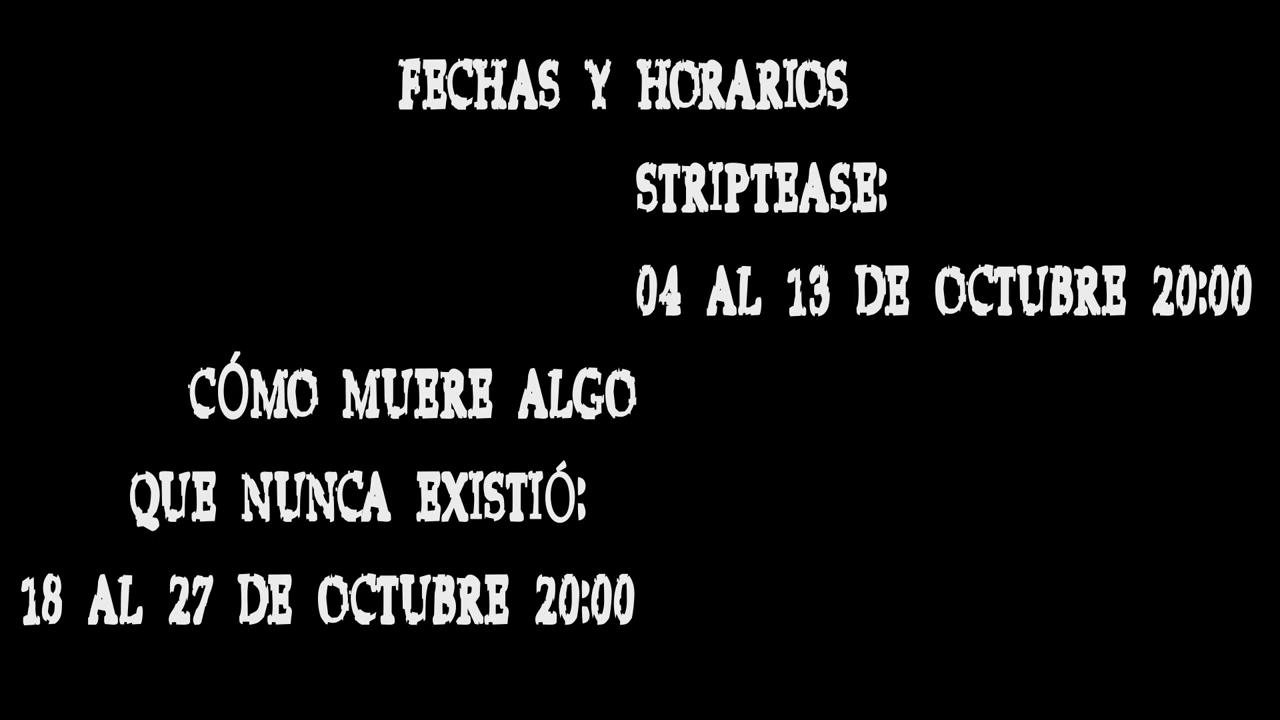 FECHAS Y HORARIOS
STRIPTEASE:
04 AL 13 DE OCTUBRE 20:00
CÓMO MUERE ALGO
QUE NUNCA EXISTIÓ:
18 AL 27 DE OCTUBRE 20:00